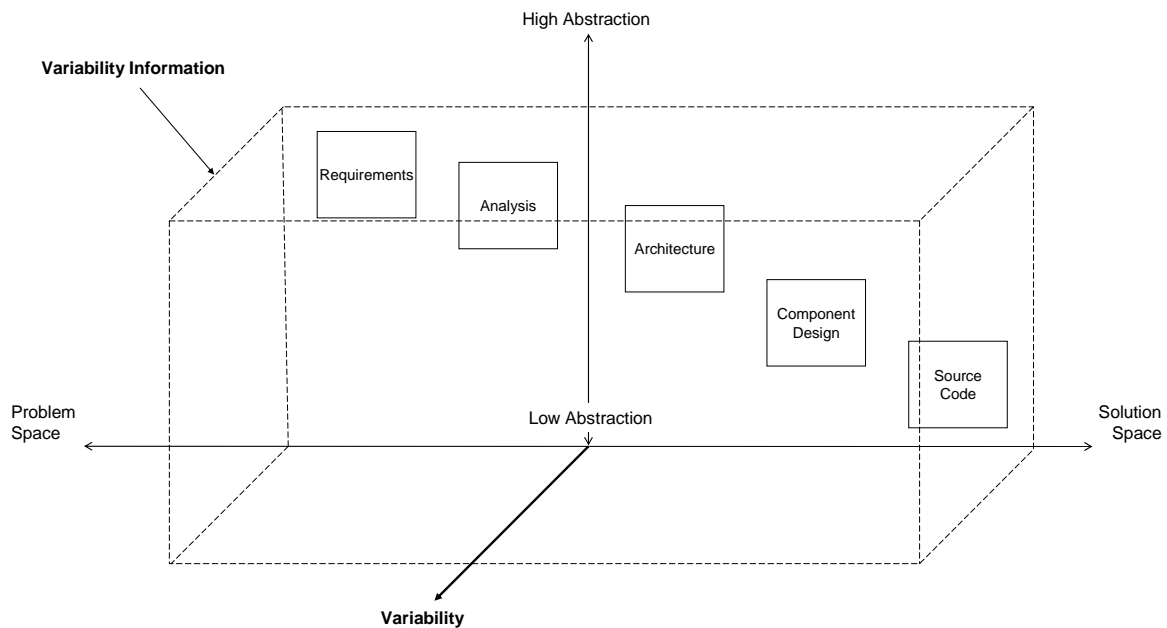 High Abstraction
Variability Information
Requirements
Analysis
Architecture
Component
Design
Source
Code
Problem
Space
Low Abstraction
Solution
Space
Variability